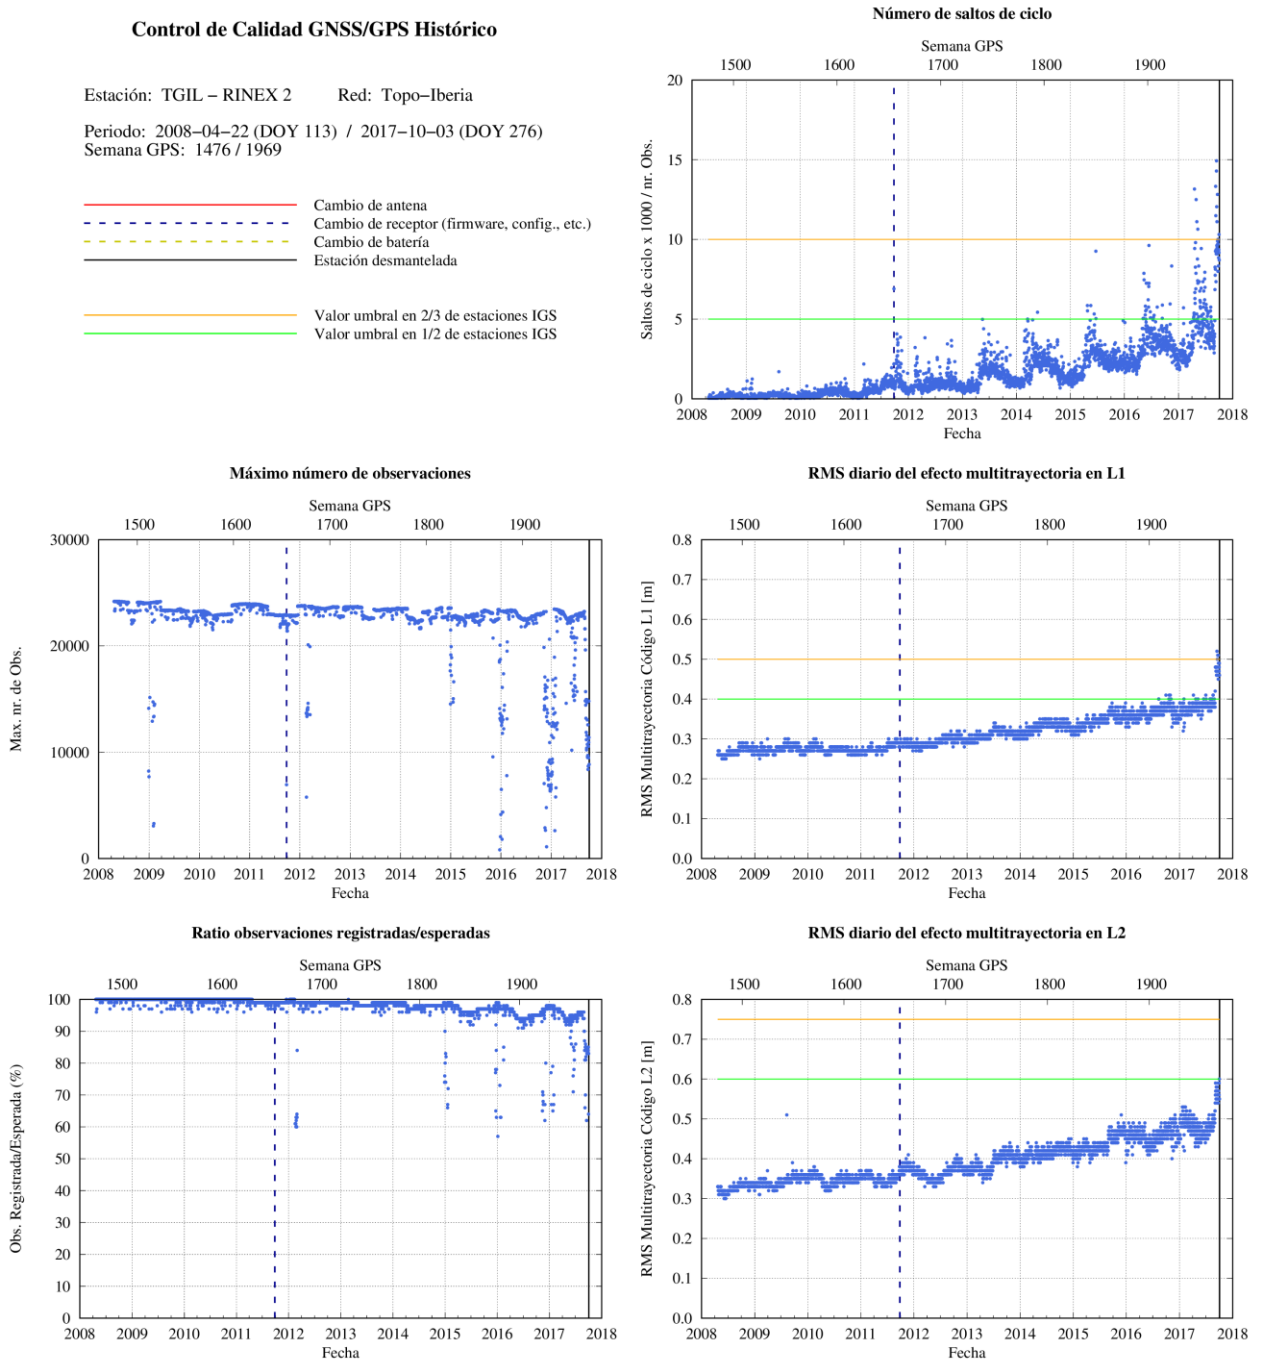 Control de Calidad GNSS/GPS Histórico
Estación: TGIL − RINEX 2 Red: Topo−Iberia
Periodo: 2008−04−22 (DOY 113) / 2017−10−03 (DOY 276)
Semana GPS: 1476 / 1969
Cambio de antena
Cambio de receptor (firmware, config., etc.)
Cambio de batería
Estación desmantelada
Valor umbral en 2/3 de estaciones IGS
Valor umbral en 1/2 de estaciones IGS
Número de saltos de ciclo
Semana GPS
1500 1600 1700 1800 1900
Saltos de ciclo x 1000 / nr. Obs.
20
15
10
5
0
2008 2009 2010 2011 2012 2013 2014 2015 2016 2017 2018
Fecha
Máximo número de observaciones
Semana GPS
1500 1600 1700 1800 1900
Max. nr. de Obs.
30000
20000
10000
0
2008 2009 2010 2011 2012 2013 2014 2015 2016 2017 2018
Fecha
RMS diario del efecto multitrayectoria en L1
Semana GPS
1500 1600 1700 1800 1900
RMS Multitrayectoria Código L1 [m]
0.8
0.7
0.6
0.5
0.4
0.3
0.2
0.1
0.0
2008 2009 2010 2011 2012 2013 2014 2015 2016 2017 2018
Fecha
Ratio observaciones registradas/esperadas
Semana GPS
1500 1600 1700 1800 1900
Obs. Registrada/Esperada (%)
100
90
80
70
60
50
40
30
20
10
0
2008 2009 2010 2011 2012 2013 2014 2015 2016 2017 2018
Fecha
RMS diario del efecto multitrayectoria en L2
Semana GPS
1500 1600 1700 1800 1900
RMS Multitrayectoria Código L2 [m]
0.8
0.7
0.6
0.5
0.4
0.3
0.2
0.1
0.0
2008 2009 2010 2011 2012 2013 2014 2015 2016 2017 2018
Fecha